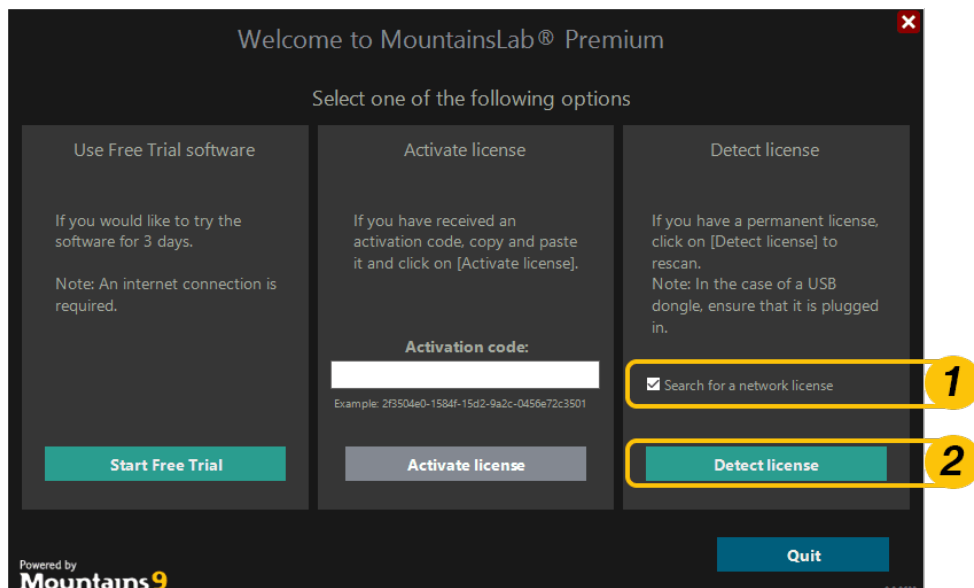 Welcome to MountainsLab® Premium
Select one of the following options
Use Free Trial software
If you would like to try the
software for 3 days.
Note: An internet connection is
required.
Start Free Trial
Activate license
If you have received an
activation code, copy and paste
it and click on [Activate license].
Activation code:
Example: 2f3504e0-1584f-15d2-9a2c-0456e72c3501
Activate license
Detect license
If you have a permanent license,
click on [Detect license] to
rescan.
Note: In the case of a USB
dongle, ensure that it is plugged
in.
Search for a network license
1
Detect license
2
Quit
Powered by
Mountains 9